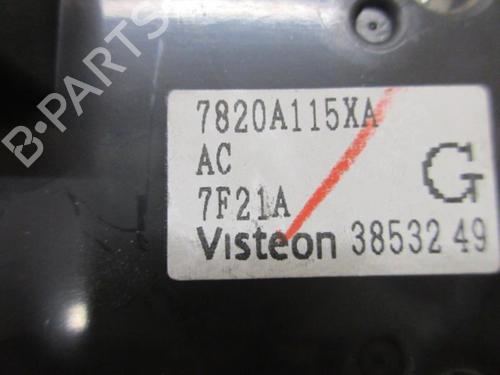 B-PARTS
7820A115XA
AC
7F21A
G
Visteon 38532 49